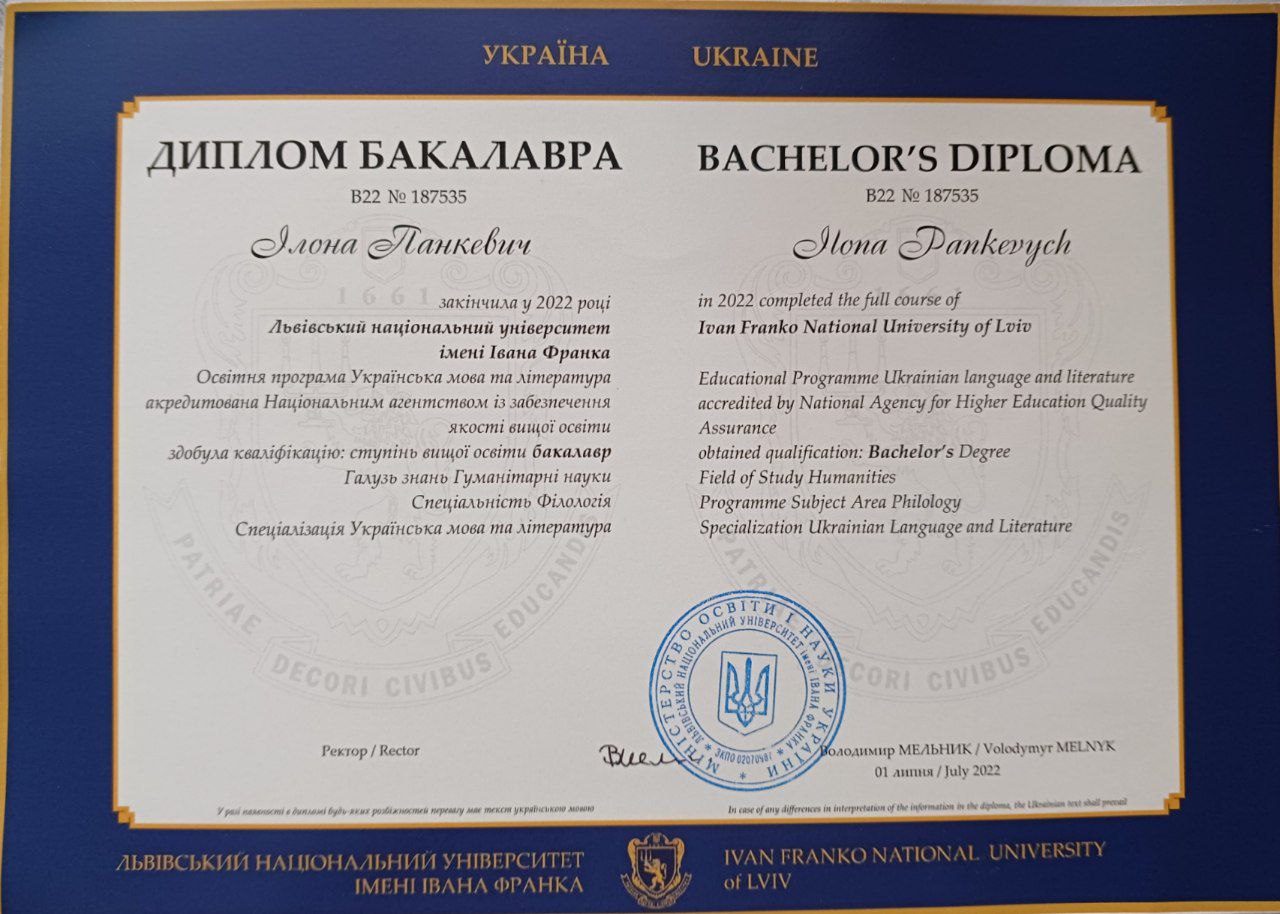 УКРАЇНА
UKRAINE
ДИПЛОМ БАКАЛАВРА
В22 № 187535
Ілона Панкевич
1661
закінчила у 2022 році
Львівський національний університет
імені Івана Франка
Освітня програма Українська мова та література
акредитована Національним агентством із забезпечення
якості вищої освіти
здобула кваліфікацію: ступінь вищої освіти бакалавр
Галузь знань Гуманітарні науки
Спеціальність Філологія
Спеціалізація Українська мова та література
PATRIAE DECORI CIVIBUS EDUCANDIS
BACHELOR'S DIPLOMA
B22 № 187535
Ilona Pankevych
1661
in 2022 completed the full course of
Ivan Franko National University of Lviv
Educational Programme Ukrainian language and literature
accredited by National Agency for Higher Education Quality
Assurance
obtained qualification: Bachelor's Degree
Field of Study Humanities
Programme Subject Area Philology
Specialization Ukrainian Language and Literature
EDUCANDIS
CIVIBUS
МІНІСТЕРСТВО ОСВІТИ І НАУКИ УКРАЇНИ
ЛЬВІВСЬКИЙ НАЦІОНАЛЬНИЙ УНІВЕРСИТЕТ імені ІВАНА ФРАНКА
Ректор / Rector
Володимир МЕЛЬНИК / Volodymyr MELNYK
01 липня / July 2022
У разі наявності в дипломі будь-яких розбіжностей перевагу має текст українською мовою
In case of any differences in interpretation of the information in the diploma, the Ukrainian text shall prevail
ЛЬВІВСЬКИЙ НАЦІОНАЛЬНИЙ УНІВЕРСИТЕТ
ІМЕНІ ІВАНА ФРАНКА
IVAN FRANKO NATIONAL UNIVERSITY
of LVIV